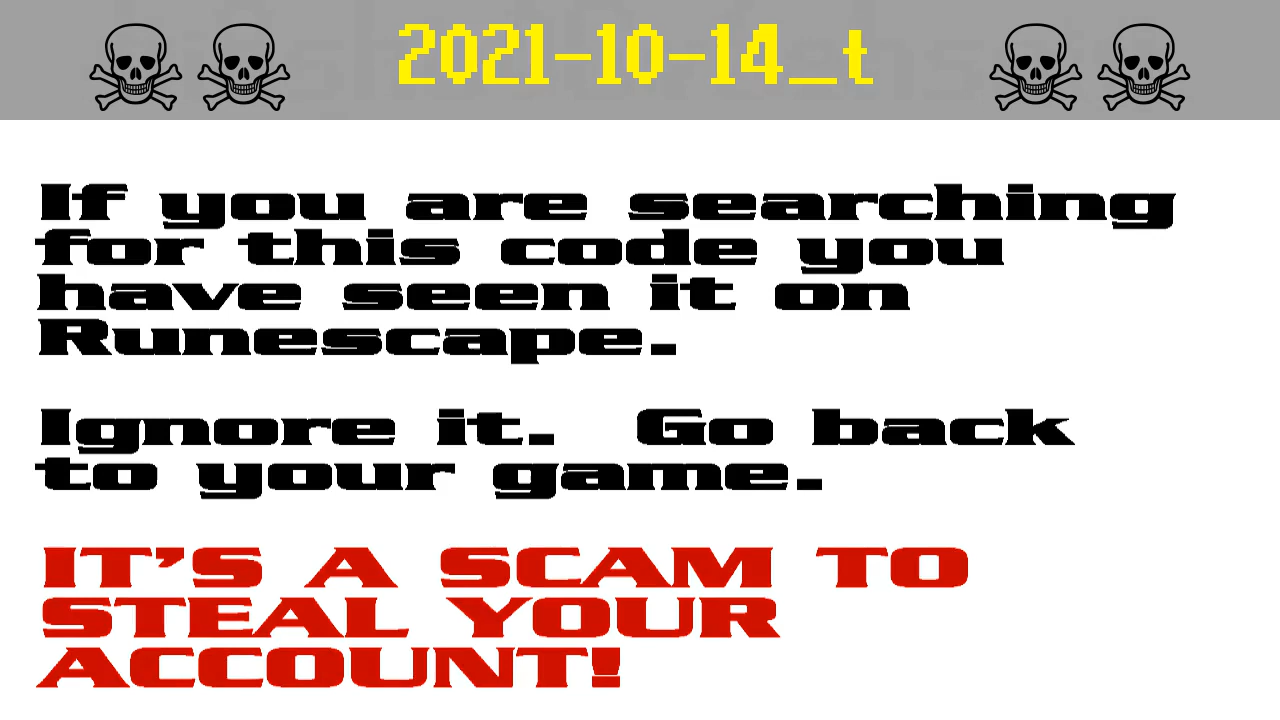 2021-10-14_t
If you are searching
for this code you
have seen it on
Runescape.
Ignore it.  Go back
to your game.
IT'S A SCAM TO
STEAL YOUR
ACCOUNT!